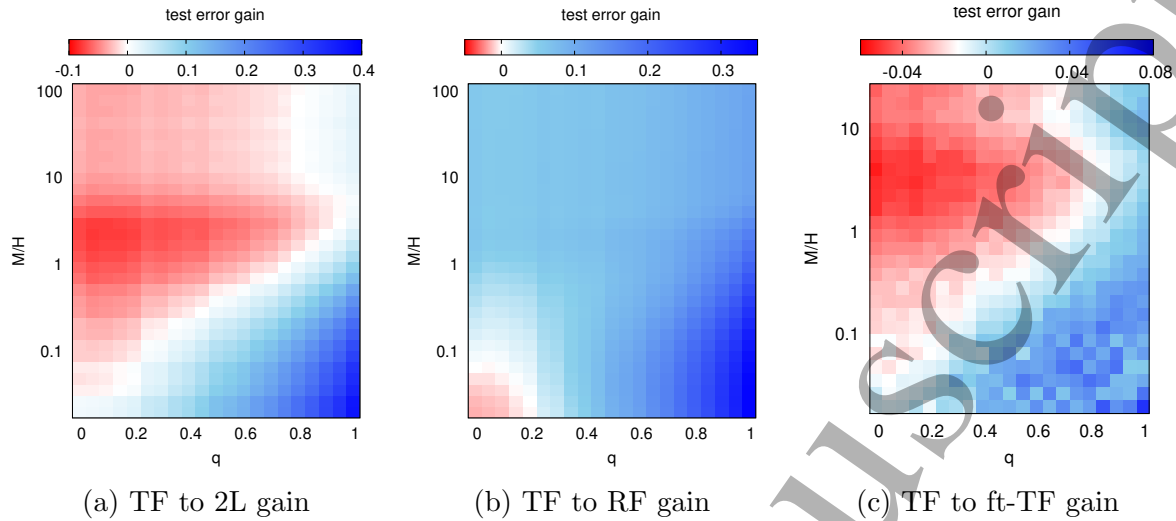 test error gain
-0.1 0 0.1 0.2 0.3 0.4
100
10
1
0.1
M/H
0 0.2 0.4 0.6 0.8 1
q
(a) TF to 2L gain
test error gain
0 0.1 0.2 0.3
100
10
1
0.1
M/H
0 0.2 0.4 0.6 0.8 1
q
(b) TF to RF gain
test error gain
-0.04 0 0.04 0.08
10
1
0.1
M/H
0 0.2 0.4 0.6 0.8 1
q
(c) TF to ft-TF gain